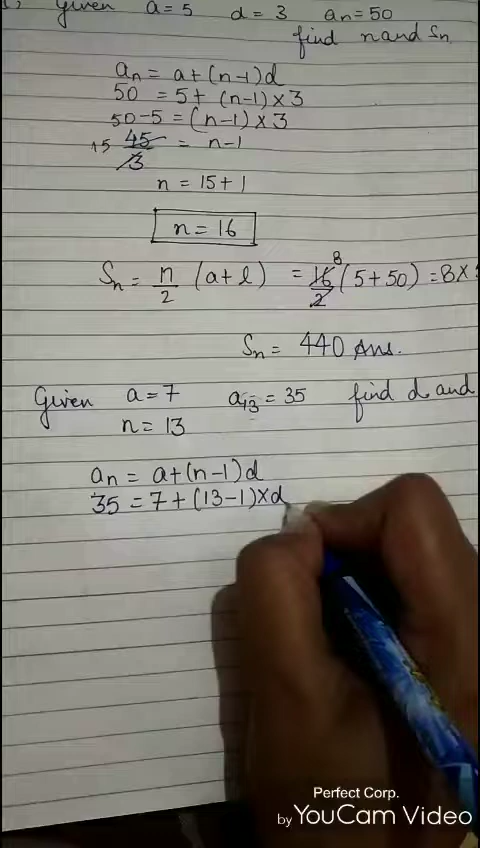 Given a = 5 d = 3 an = 50
find n and Sn
an = a + (n-1)d
50 = 5 + (n-1) × 3
50-5 = (n-1) × 3
15 45/3 = n-1
n = 15 + 1
n = 16
Sn = n/2 (a + l) = 16/2 8 (5 + 50) = 8 ×
Sn = 440 Ans.
Given a = 7 a13 = 35 find d and
n = 13
an = a + (n-1)d
35 = 7 + (13-1) × d
Perfect Corp.
by YouCam Video